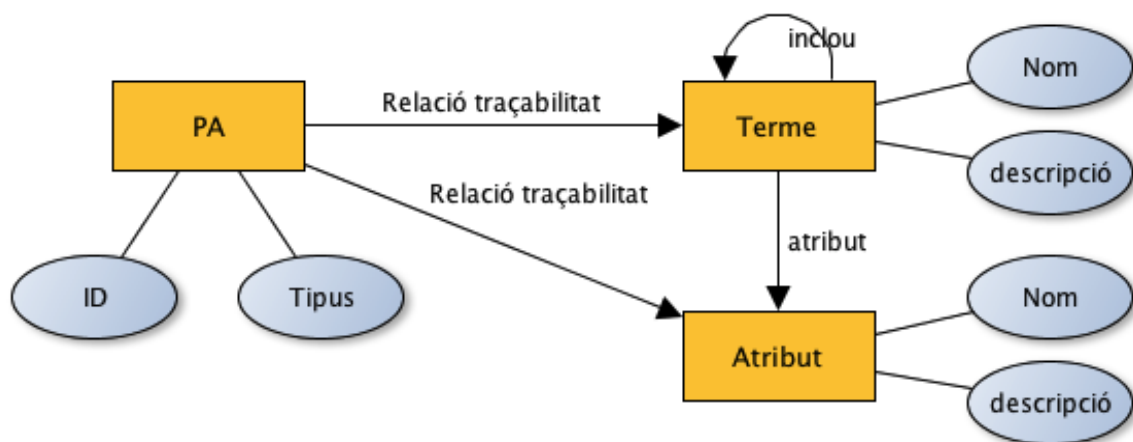 inclou
Nom
PA
Relació traçabilitat
Terme
descripció
Relació traçabilitat
atribut
ID
Tipus
Nom
Atribut
descripció